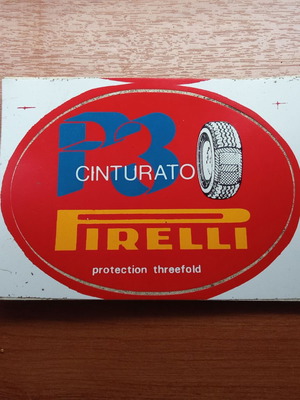 P3
CINTURATO
PIRELLI
protection threefold